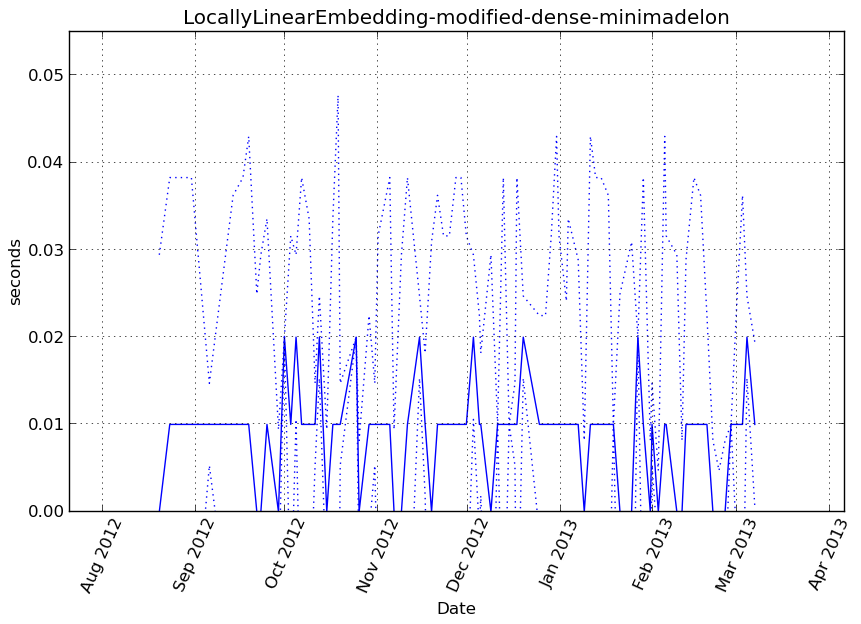 LocallyLinearEmbedding-modified-dense-minimadelon
0.05
0.04
0.03
0.02
0.01
0.00
seconds
Aug 2012
Sep 2012
Oct 2012
Nov 2012
Dec 2012
Jan 2013
Feb 2013
Mar 2013
Apr 2013
Date